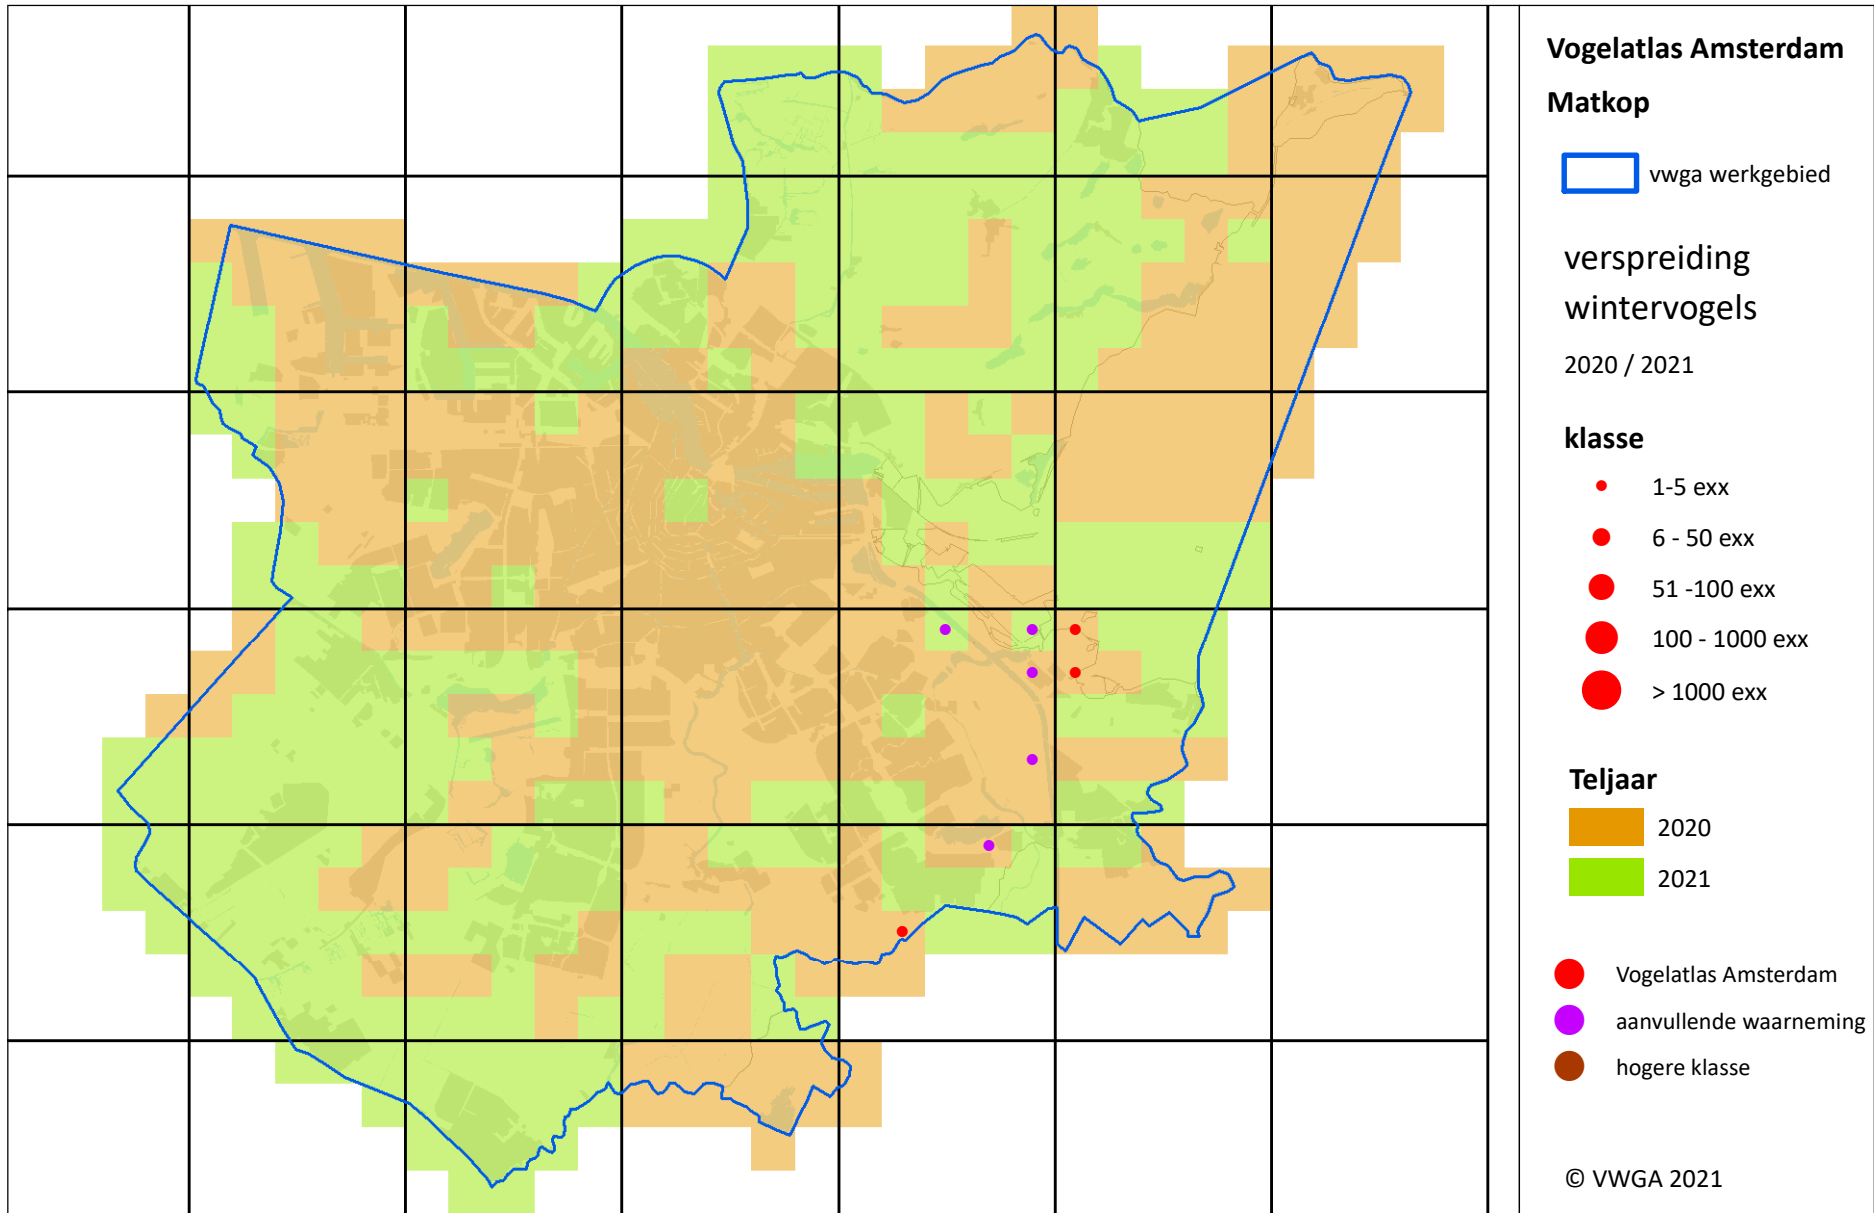 Vogelatlas Amsterdam
Matkop
vwga werkgebied
verspreiding
wintervogels
2020 / 2021
klasse
1-5 exx
6 - 50 exx
51 -100 exx
100 - 1000 exx
> 1000 exx
Teljaar
2020
2021
Vogelatlas Amsterdam
aanvullende waarneming
hogere klasse
© VWGA 2021